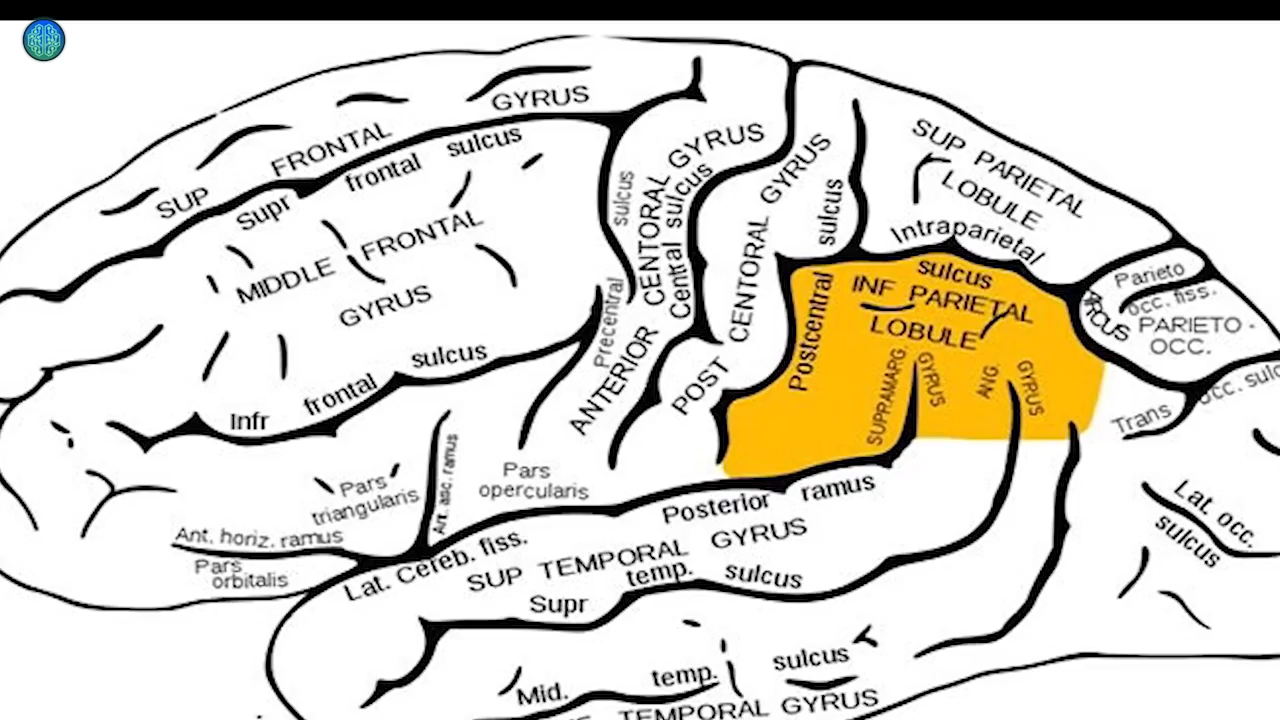 SUP FRONTAL GYRUS
Supr frontal sulcus
MIDDLE FRONTAL
GYRUS
Infr frontal sulcus
Precentral sulcus
ANTERIOR CENTORAL GYRUS
Central sulcus
POST CENTORAL GYRUS
Postcentral sulcus
SUP PARIETAL
LOBULE
Intraparietal
sulcus
INF PARIETAL
LOBULE
SUPRAMARG.
GYRUS
ANG.
GYRUS
Parieto
occ. fiss.
ARCUS
PARIETO -
OCC.
Trans occ. sulc
Lat. occ.
sulcus
Pars
triangularis
Ant. asc. ramus
Pars
opercularis
Ant. horiz. ramus
Pars
orbitalis
Lat. Cereb. fiss.
Posterior ramus
SUP TEMPORAL GYRUS
Supr temp. sulcus
Mid. temp. sulcus
TEMPORAL GYRUS